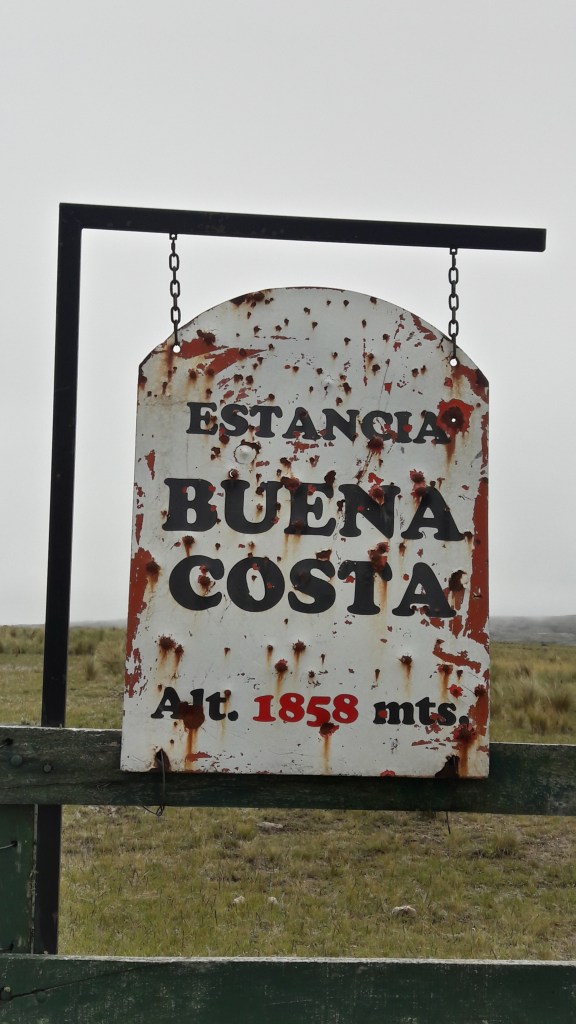 ESTANCIA
BUENA
COSTA
Alt. 1858 mts.